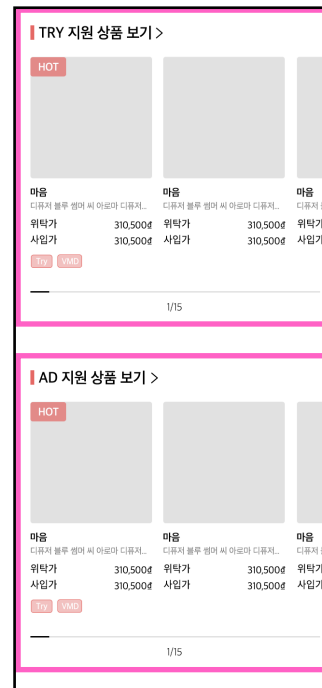 TRY 지원 상품 보기 >
HOT
마음 마음 마음
디퓨저 블루 썸머 씨 아로마 디퓨저... 디퓨저 블루 썸머 씨 아로마 디퓨저... 디퓨저
위탁가 310,500₫ 위탁가 310,500₫ 위탁가
사입가 310,500₫ 사입가 310,500₫ 사입가
Try VMD
1/15
AD 지원 상품 보기 >
HOT
마음 마음 마음
디퓨저 블루 썸머 씨 아로마 디퓨저... 디퓨저 블루 썸머 씨 아로마 디퓨저... 디퓨저
위탁가 310,500₫ 위탁가 310,500₫ 위탁가
사입가 310,500₫ 사입가 310,500₫ 사입가
Try VMD
1/15